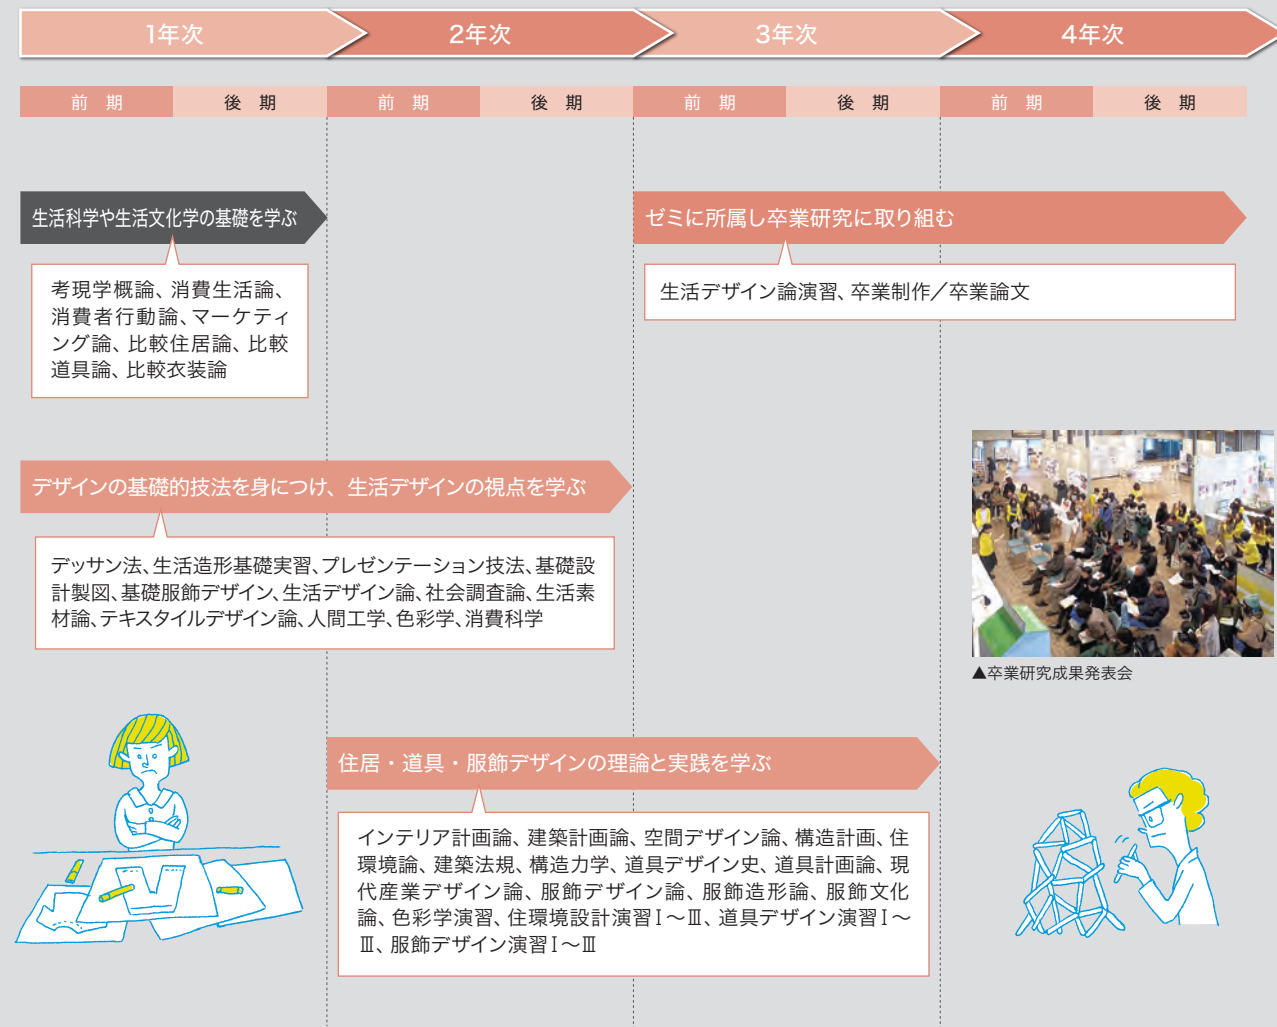 1年次
2年次
3年次
4年次
前 期
後 期
前 期
後 期
前 期
後 期
前 期
後 期
生活科学や生活文化学の基礎を学ぶ
考現学概論、消費生活論、
消費者行動論、マーケティ
ング論、比較住居論、比較
道具論、比較衣装論
ゼミに所属し卒業研究に取り組む
生活デザイン論演習、卒業制作／卒業論文
デザインの基礎的技法を身につけ、生活デザインの視点を学ぶ
デッサン法、生活造形基礎実習、プレゼンテーション技法、基礎設
計製図、基礎服飾デザイン、生活デザイン論、社会調査論、生活素
材論、テキスタイルデザイン論、人間工学、色彩学、消費科学
▲卒業研究成果発表会
住居・道具・服飾デザインの理論と実践を学ぶ
インテリア計画論、建築計画論、空間デザイン論、構造計画、住
環境論、建築法規、構造力学、道具デザイン史、道具計画論、現
代産業デザイン論、服飾デザイン論、服飾造形論、服飾文化
論、色彩学演習、住環境設計演習Ⅰ～Ⅲ、道具デザイン演習Ⅰ～
Ⅲ、服飾デザイン演習Ⅰ～Ⅲ